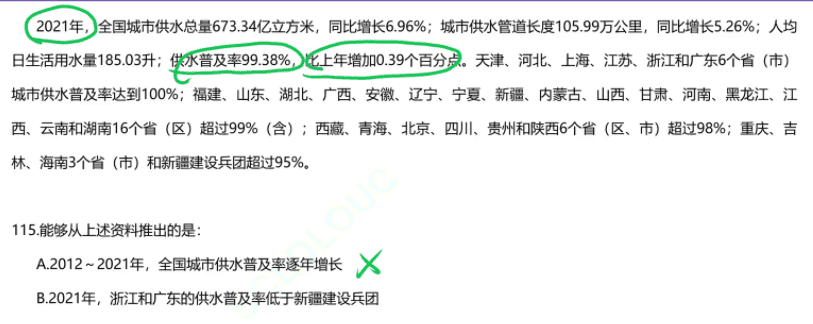 2021年，全国城市供水总量673.34亿立方米，同比增长6.96%；城市供水管道长度105.99万公里，同比增长5.26%；人均
日生活用水量185.03升；供水普及率99.38%，比上年增加0.39个百分点。天津、河北、上海、江苏、浙江和广东6个省（市）
城市供水普及率达到100%；福建、山东、湖北、广西、安徽、辽宁、宁夏、新疆、内蒙古、山西、甘肃、河南、黑龙江、江
西、云南和湖南16个省（区）超过99%（含）；西藏、青海、北京、四川、贵州和陕西6个省（区、市）超过98%；重庆、吉
林、海南3个省（市）和新疆建设兵团超过95%。
115.能够从上述资料推出的是：
A.2012～2021年，全国城市供水普及率逐年增长
B.2021年，浙江和广东的供水普及率低于新疆建设兵团